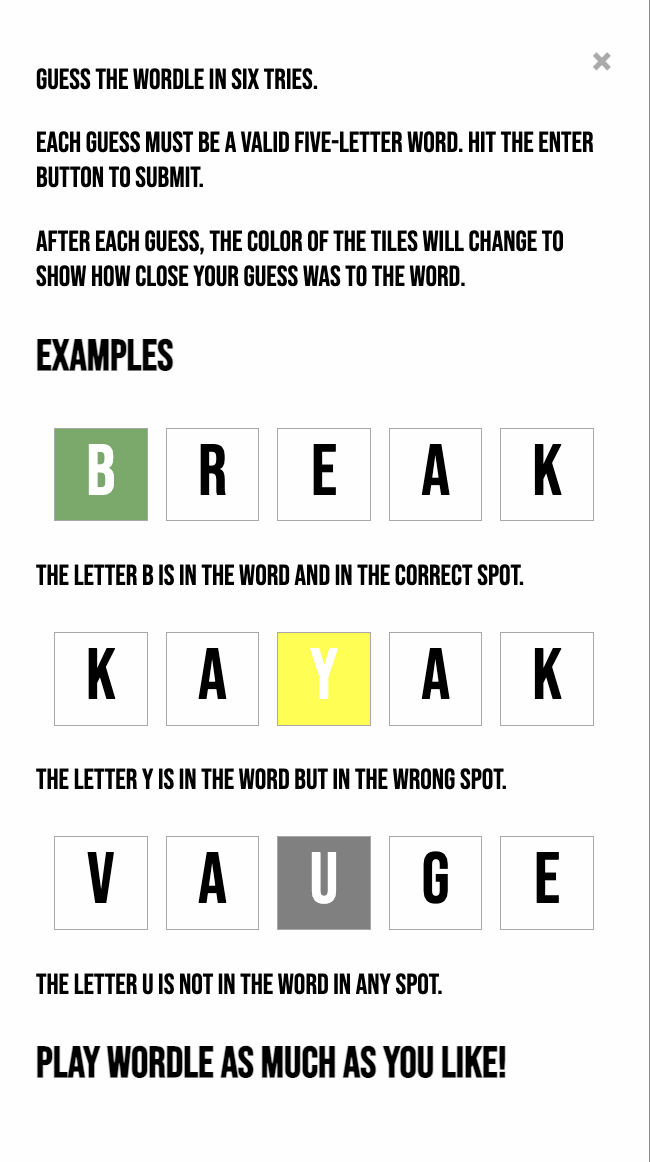 GUESS THE WORDLE IN SIX TRIES.
EACH GUESS MUST BE A VALID FIVE-LETTER WORD. HIT THE ENTER
BUTTON TO SUBMIT.
AFTER EACH GUESS, THE COLOR OF THE TILES WILL CHANGE TO
SHOW HOW CLOSE YOUR GUESS WAS TO THE WORD.
EXAMPLES
B R E A K
THE LETTER B IS IN THE WORD AND IN THE CORRECT SPOT.
K A Y A K
THE LETTER Y IS IN THE WORD BUT IN THE WRONG SPOT.
V A U G E
THE LETTER U IS NOT IN THE WORD IN ANY SPOT.
PLAY WORDLE AS MUCH AS YOU LIKE!